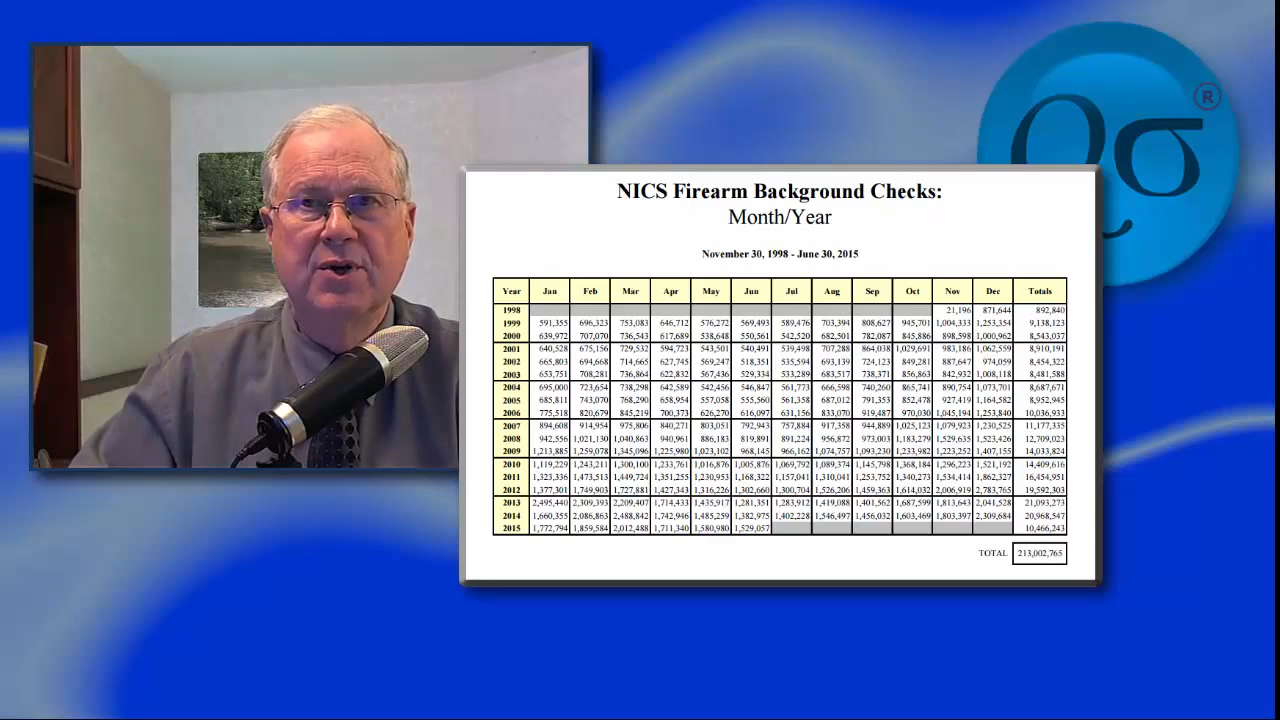 Qσ
®
NICS Firearm Background Checks:
Month/Year
November 30, 1998 - June 30, 2015
Year Jan Feb Mar Apr May Jun Jul Aug Sep Oct Nov Dec Totals
1998 21,196 871,644 892,840
1999 591,355 696,323 753,083 646,712 576,272 569,493 589,476 703,394 808,627 945,701 1,004,333 1,253,354 9,138,123
2000 639,972 707,070 736,543 617,689 538,648 550,561 542,520 682,501 782,087 845,886 898,598 1,000,962 8,543,037
2001 640,528 675,156 729,532 594,723 543,501 540,491 539,498 707,288 864,038 1,029,691 983,186 1,062,559 8,910,191
2002 665,803 694,668 714,665 627,745 569,247 518,351 535,594 693,139 724,123 849,281 887,647 974,059 8,454,322
2003 653,751 708,281 736,864 622,832 567,436 529,334 533,289 683,517 738,371 856,863 842,932 1,008,118 8,481,588
2004 695,000 723,654 738,298 642,589 542,456 546,847 561,773 666,598 740,260 865,741 890,754 1,073,701 8,687,671
2005 685,811 743,070 768,290 658,954 557,058 555,560 561,358 687,012 791,353 852,478 927,419 1,164,582 8,952,945
2006 775,518 820,679 845,219 700,373 626,270 616,097 631,156 833,070 919,487 970,030 1,045,194 1,253,840 10,036,933
2007 894,608 914,954 975,806 840,271 803,051 792,943 757,884 917,358 944,889 1,025,123 1,079,923 1,230,525 11,177,335
2008 942,556 1,021,130 1,040,863 940,961 886,183 819,891 891,224 956,872 973,003 1,183,279 1,529,635 1,523,426 12,709,023
2009 1,213,885 1,259,078 1,345,096 1,225,980 1,023,102 968,145 966,162 1,074,757 1,093,230 1,233,982 1,223,252 1,407,155 14,033,824
2010 1,119,229 1,243,211 1,300,100 1,233,761 1,016,876 1,005,876 1,069,792 1,089,374 1,145,798 1,368,184 1,296,223 1,521,192 14,409,616
2011 1,323,336 1,473,513 1,449,724 1,351,255 1,230,953 1,168,322 1,157,041 1,310,041 1,253,752 1,340,273 1,534,414 1,862,327 16,454,951
2012 1,377,301 1,749,903 1,727,881 1,427,343 1,316,226 1,302,660 1,300,704 1,526,206 1,459,363 1,614,032 2,006,919 2,783,765 19,592,303
2013 2,495,440 2,309,393 2,209,407 1,714,433 1,435,917 1,281,351 1,283,912 1,419,088 1,401,562 1,687,599 1,813,643 2,041,528 21,093,273
2014 1,660,355 2,086,863 2,488,842 1,742,946 1,485,259 1,382,975 1,402,228 1,546,497 1,456,032 1,603,469 1,803,397 2,309,684 20,968,547
2015 1,772,794 1,859,584 2,012,488 1,711,340 1,580,980 1,529,057 10,466,243
TOTAL 213,002,765